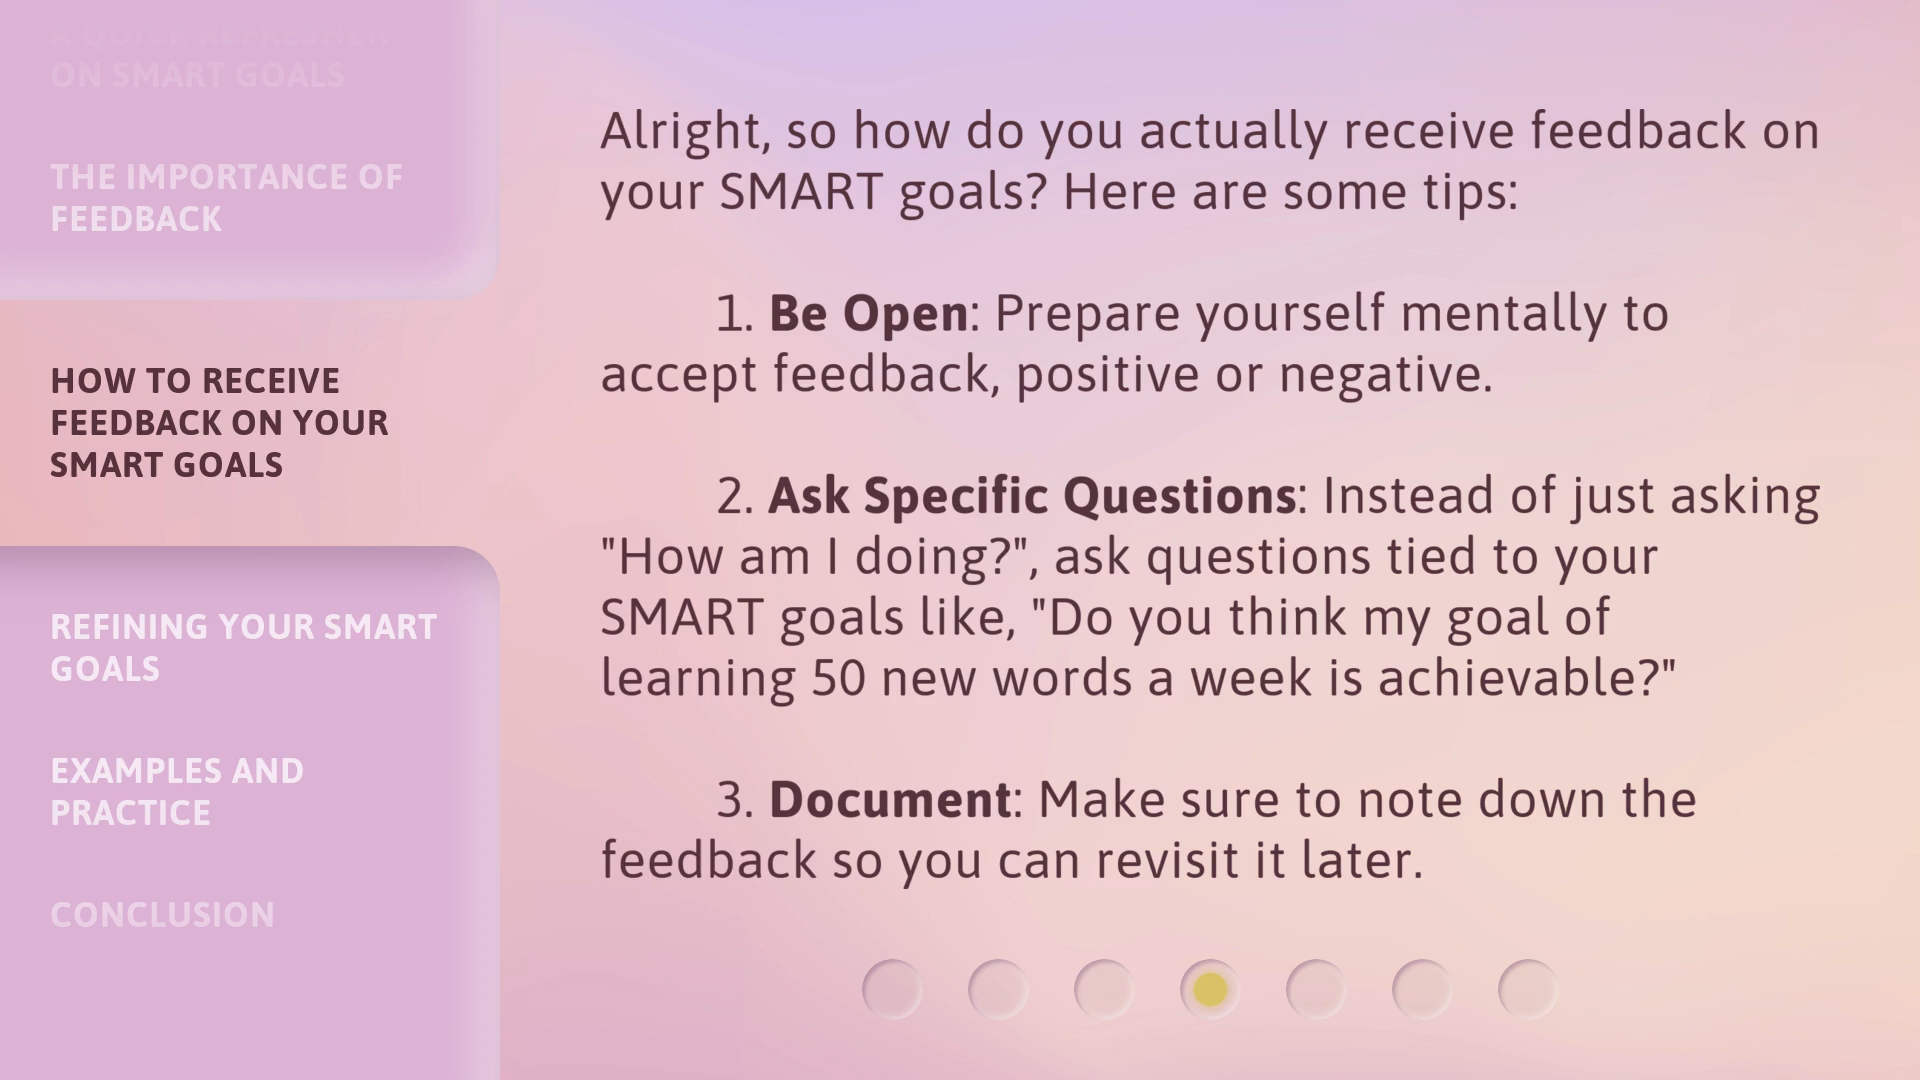 A QUICK REFRESHER
ON SMART GOALS
THE IMPORTANCE OF
FEEDBACK
HOW TO RECEIVE
FEEDBACK ON YOUR
SMART GOALS
REFINING YOUR SMART
GOALS
EXAMPLES AND
PRACTICE
CONCLUSION
Alright, so how do you actually receive feedback on
your SMART goals? Here are some tips:
1. Be Open: Prepare yourself mentally to
accept feedback, positive or negative.
2. Ask Specific Questions: Instead of just asking
"How am I doing?", ask questions tied to your
SMART goals like, "Do you think my goal of
learning 50 new words a week is achievable?"
3. Document: Make sure to note down the
feedback so you can revisit it later.